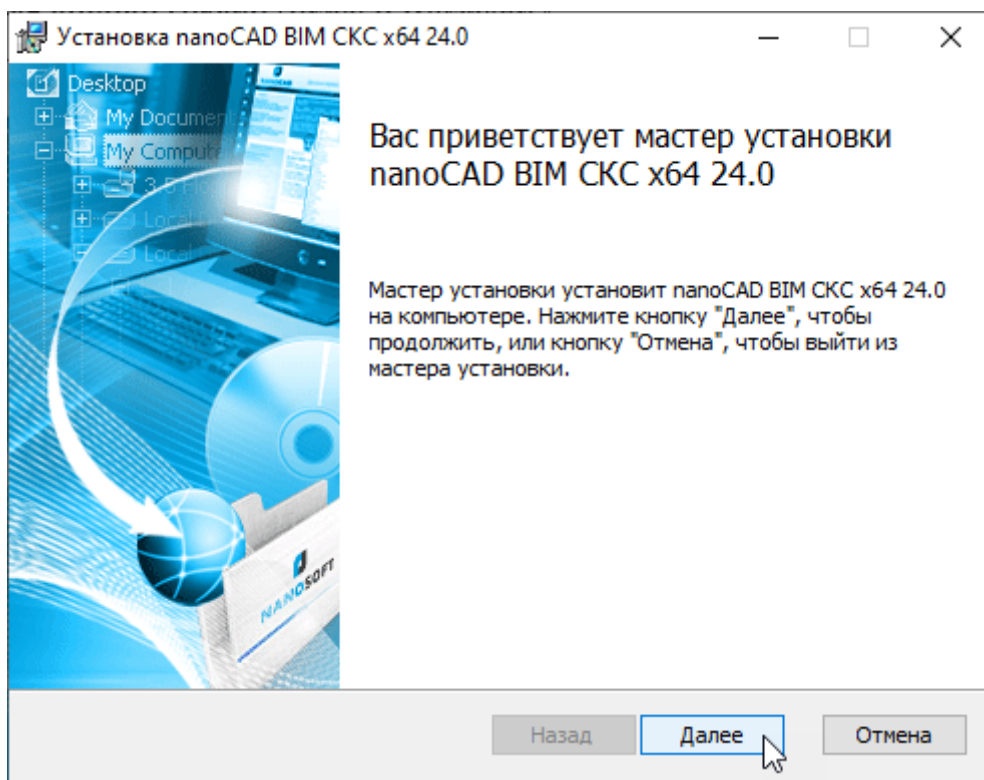 Установка nanoCAD BIM СКС x64 24.0
Desktop
My Documen
My Compute
Local
Local
Вас приветствует мастер установки
nanoCAD BIM СКС x64 24.0
Мастер установки установит nanoCAD BIM СКС x64 24.0
на компьютере. Нажмите кнопку "Далее", чтобы
продолжить, или кнопку "Отмена", чтобы выйти из
мастера установки.
NANOSOFT
Назад
Далее
Отмена